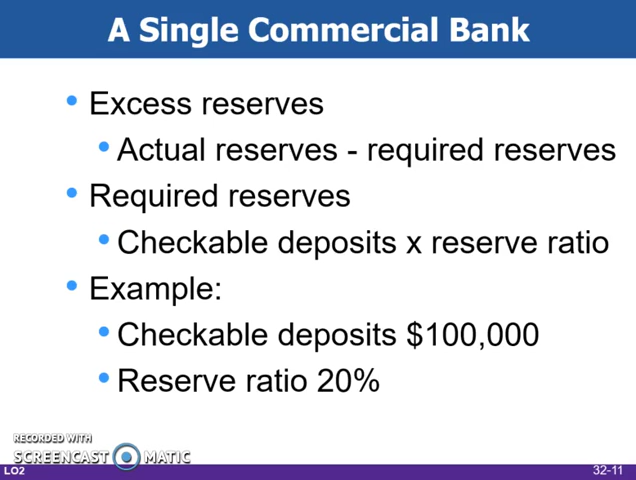 A Single Commercial Bank
• Excess reserves
• Actual reserves - required reserves
• Required reserves
• Checkable deposits x reserve ratio
• Example:
• Checkable deposits $100,000
• Reserve ratio 20%
RECORDED WITH
SCREENCAST MATIC
LO2
32-11